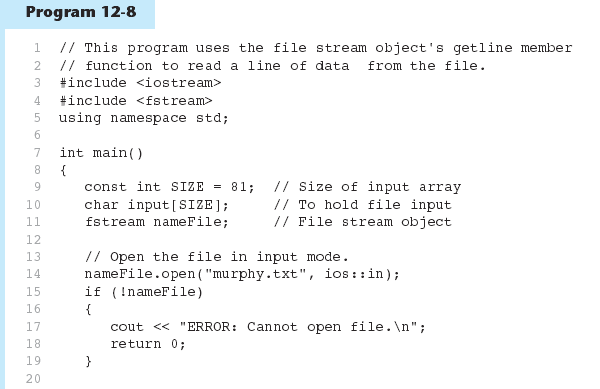 Program 12-8
1 // This program uses the file stream object's getline member
2 // function to read a line of data  from the file.
3 #include <iostream>
4 #include <fstream>
5 using namespace std;
6
7 int main()
8 {
9    const int SIZE = 81;  // Size of input array
10    char input[SIZE];     // To hold file input
11    fstream nameFile;     // File stream object
12
13    // Open the file in input mode.
14    nameFile.open("murphy.txt", ios::in);
15    if (!nameFile)
16    {
17       cout << "ERROR: Cannot open file.\n";
18       return 0;
19    }
20